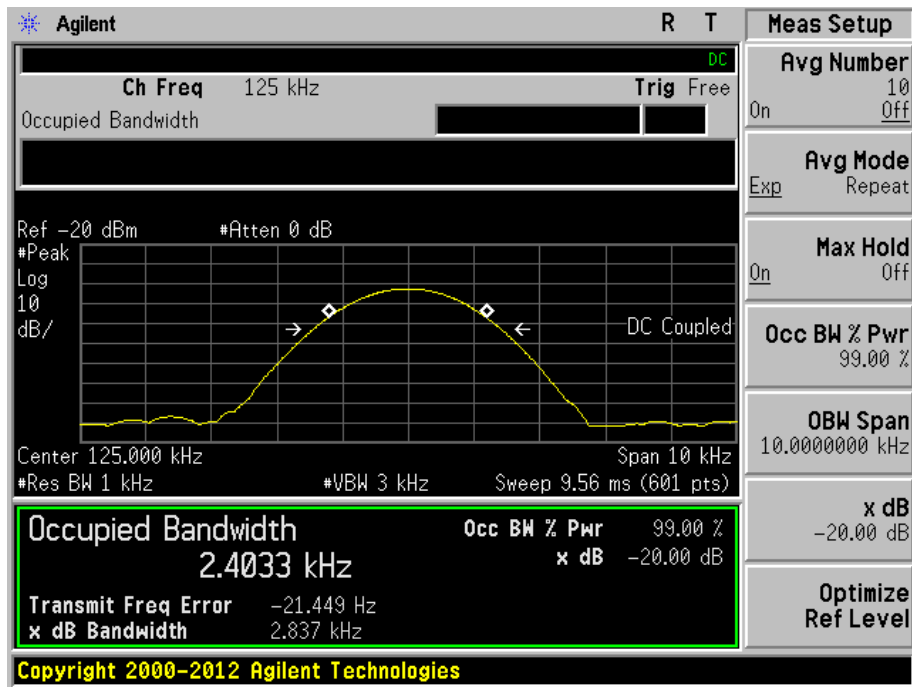 Agilent R T
DC
Ch Freq 125 kHz Trig Free
Occupied Bandwidth
Ref -20 dBm #Atten 0 dB
#Peak
Log
10
dB/
DC Coupled
Center 125.000 kHz Span 10 kHz
#Res BW 1 kHz #VBW 3 kHz Sweep 9.56 ms (601 pts)
Occupied Bandwidth Occ BW % Pwr 99.00 %
2.4033 kHz x dB -20.00 dB
Transmit Freq Error -21.449 Hz
x dB Bandwidth 2.837 kHz
Copyright 2000-2012 Agilent Technologies
Meas Setup
Avg Number
10
On Off
Avg Mode
Exp Repeat
Max Hold
On Off
Occ BW % Pwr
99.00 %
OBW Span
10.0000000 kHz
x dB
-20.00 dB
Optimize
Ref Level